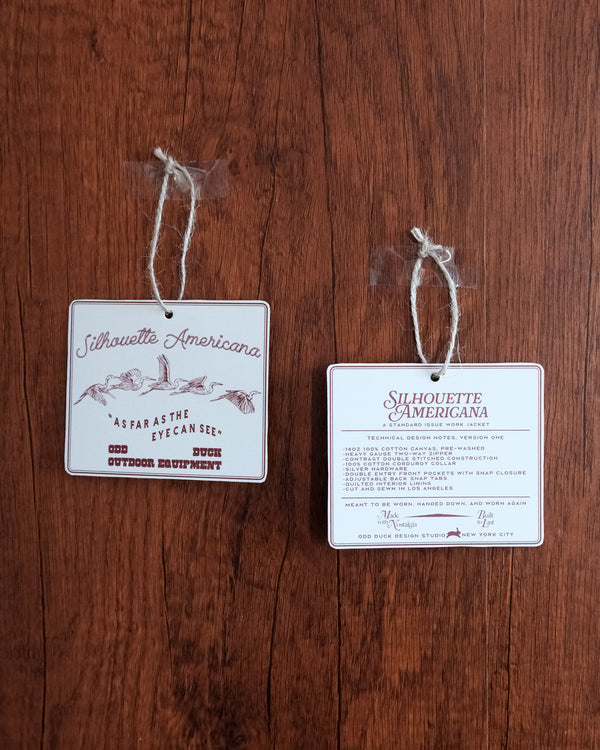 Silhouette Americana
"AS FAR AS THE
EYE CAN SEE"
ODD DUCK
OUTDOOR EQUIPMENT
SILHOUETTE
AMERICANA
A STANDARD ISSUE WORK JACKET
TECHNICAL DESIGN NOTES, VERSION ONE
-14OZ 100% COTTON CANVAS, PRE-WASHED
-HEAVY GAUGE TWO-WAY ZIPPER
-CONTRAST DOUBLE STITCHED CONSTRUCTION
-100% COTTON CORDUROY COLLAR
-SILVER HARDWARE
-DOUBLE ENTRY FRONT POCKETS WITH SNAP CLOSURE
-ADJUSTABLE BACK SNAP TABS
-QUILTED INTERIOR LINING
-CUT AND SEWN IN LOS ANGELES
MEANT TO BE WORN, HANDED DOWN, AND WORN AGAIN
Made with Nostalgia
Built to Last
ODD DUCK DESIGN STUDIO NEW YORK CITY